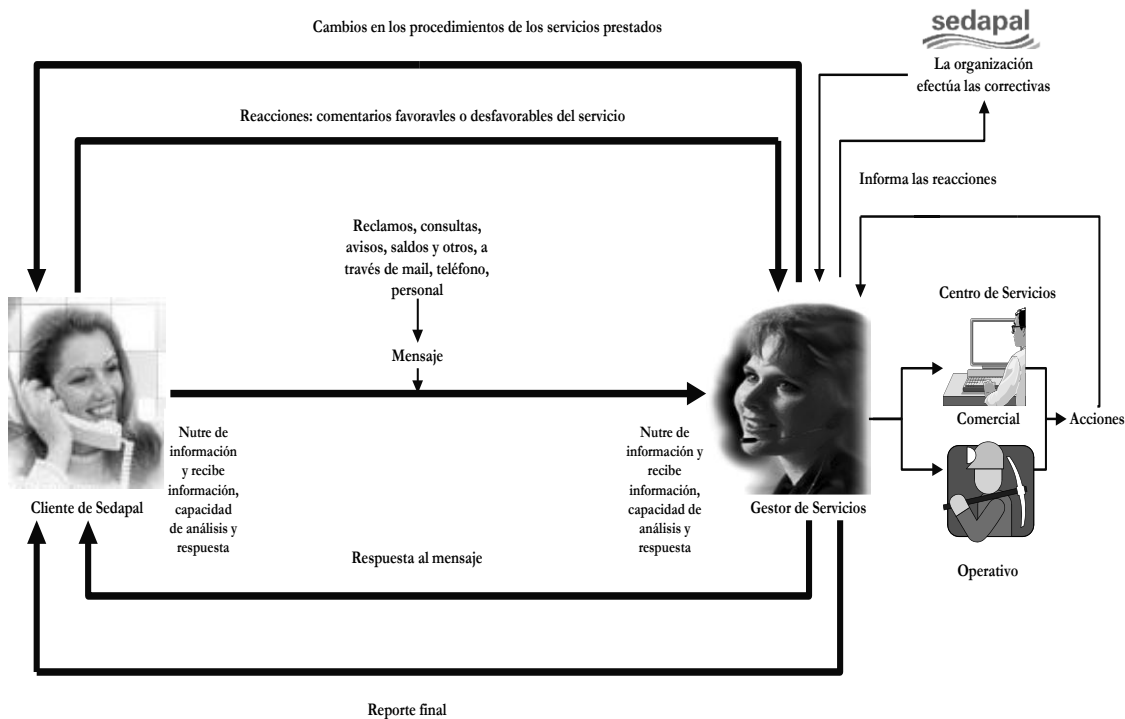 Cambios en los procedimientos de los servicios prestados
sedapal
La organización
efectúa las correctivas
Reacciones: comentarios favoravles o desfavorables del servicio
Informa las reacciones
Reclamos, consultas,
avisos, saldos y otros, a
través de mail, teléfono,
personal
Mensaje
Centro de Servicios
Comercial
Acciones
Nutre de
información
y recibe
información,
capacidad
de análisis y
respuesta
Nutre de
información y
recibe
información,
capacidad de
análisis y
respuesta
Cliente de Sedapal
Gestor de Servicios
Operativo
Respuesta al mensaje
Reporte final